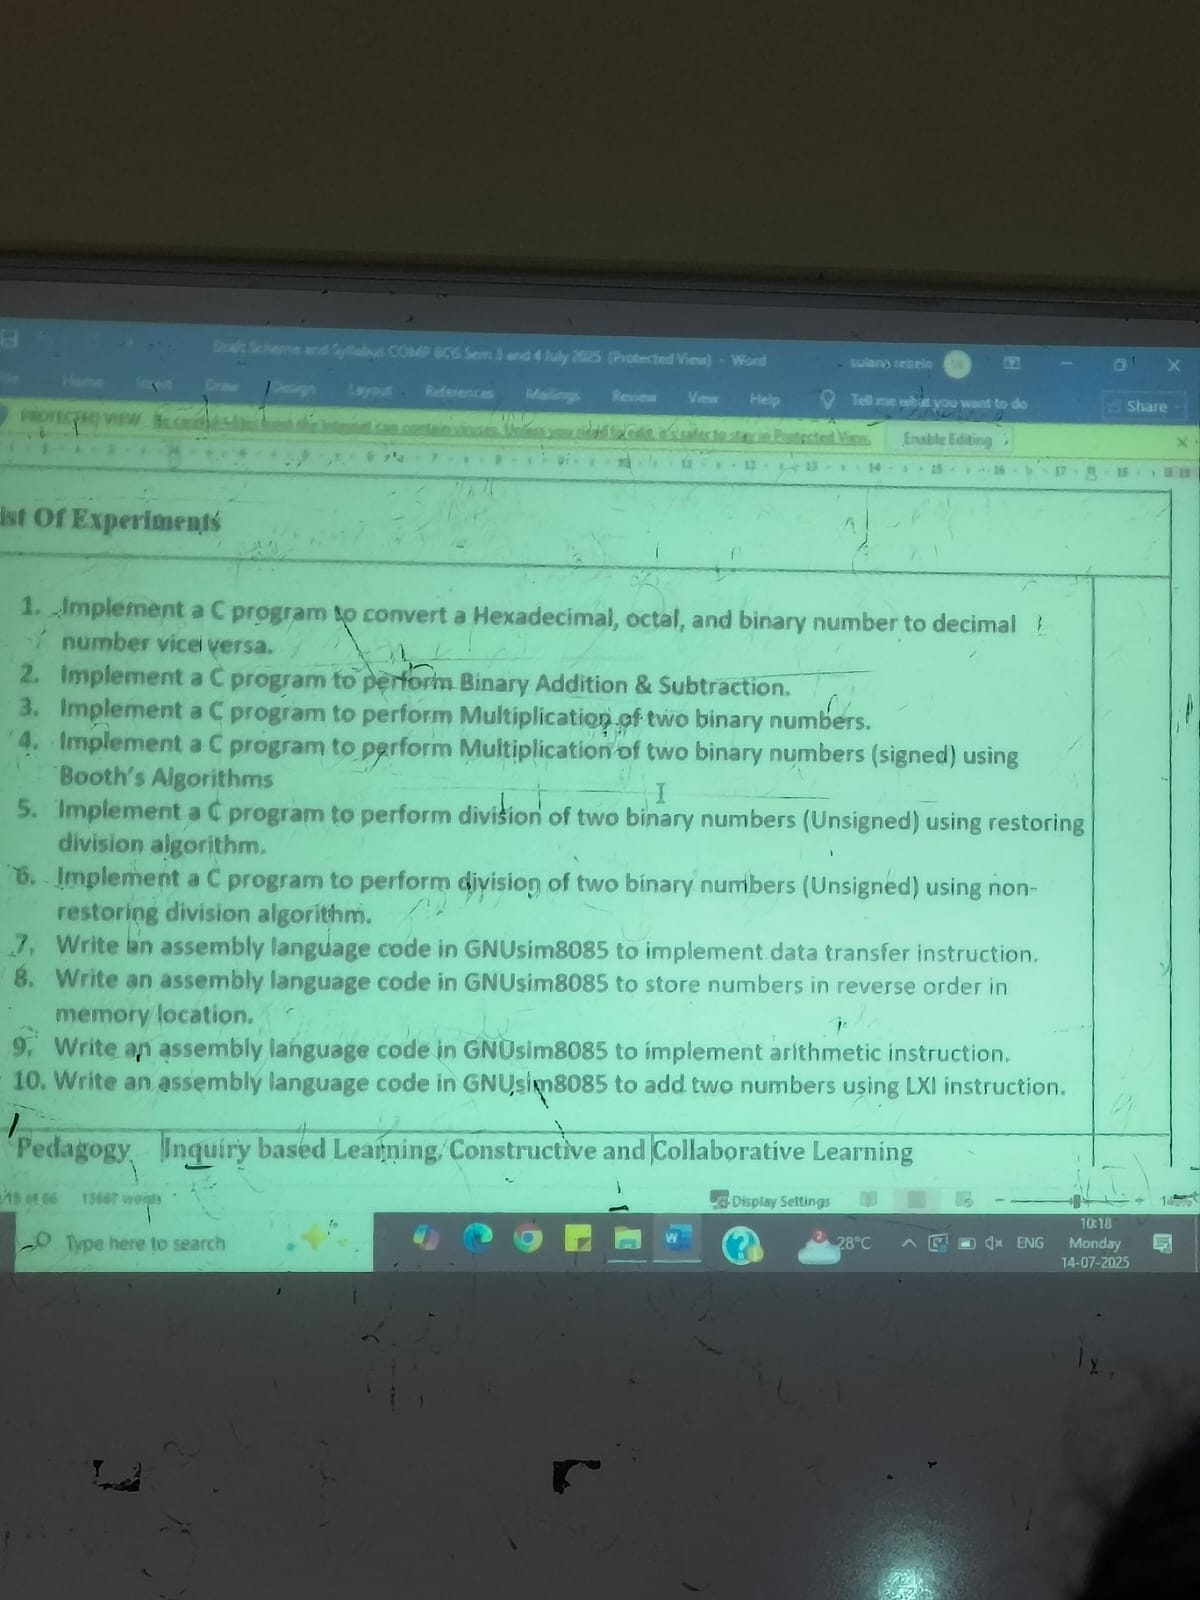 Draft Scheme and Syllabus COMP BOS Sem 3 and 4 July 2025 (Protected View) - Word
sulano rebelo
Home Insert Draw Design Layout References Mailings Review View Help Tell me what you want to do Share
PROTECTED VIEW Be careful—files from the Internet can contain viruses. Unless you need to edit, it's safer to stay in Protected View. Enable Editing
ist Of Experiments
1. Implement a C program to convert a Hexadecimal, octal, and binary number to decimal
number vice versa.
2. Implement a C program to perform Binary Addition & Subtraction.
3. Implement a C program to perform Multiplication of two binary numbers.
4. Implement a C program to perform Multiplication of two binary numbers (signed) using
Booth's Algorithms
5. Implement a C program to perform division of two binary numbers (Unsigned) using restoring
division algorithm.
6. Implement a C program to perform division of two binary numbers (Unsigned) using non-
restoring division algorithm.
7. Write an assembly language code in GNUsim8085 to implement data transfer instruction.
8. Write an assembly language code in GNUsim8085 to store numbers in reverse order in
memory location.
9. Write an assembly language code in GNUsim8085 to implement arithmetic instruction.
10. Write an assembly language code in GNUsim8085 to add two numbers using LXI instruction.
Pedagogy Inquiry based Learning, Constructive and Collaborative Learning
of 66 13667 words Display Settings
Type here to search
28°C ENG
10:18
Monday
14-07-2025